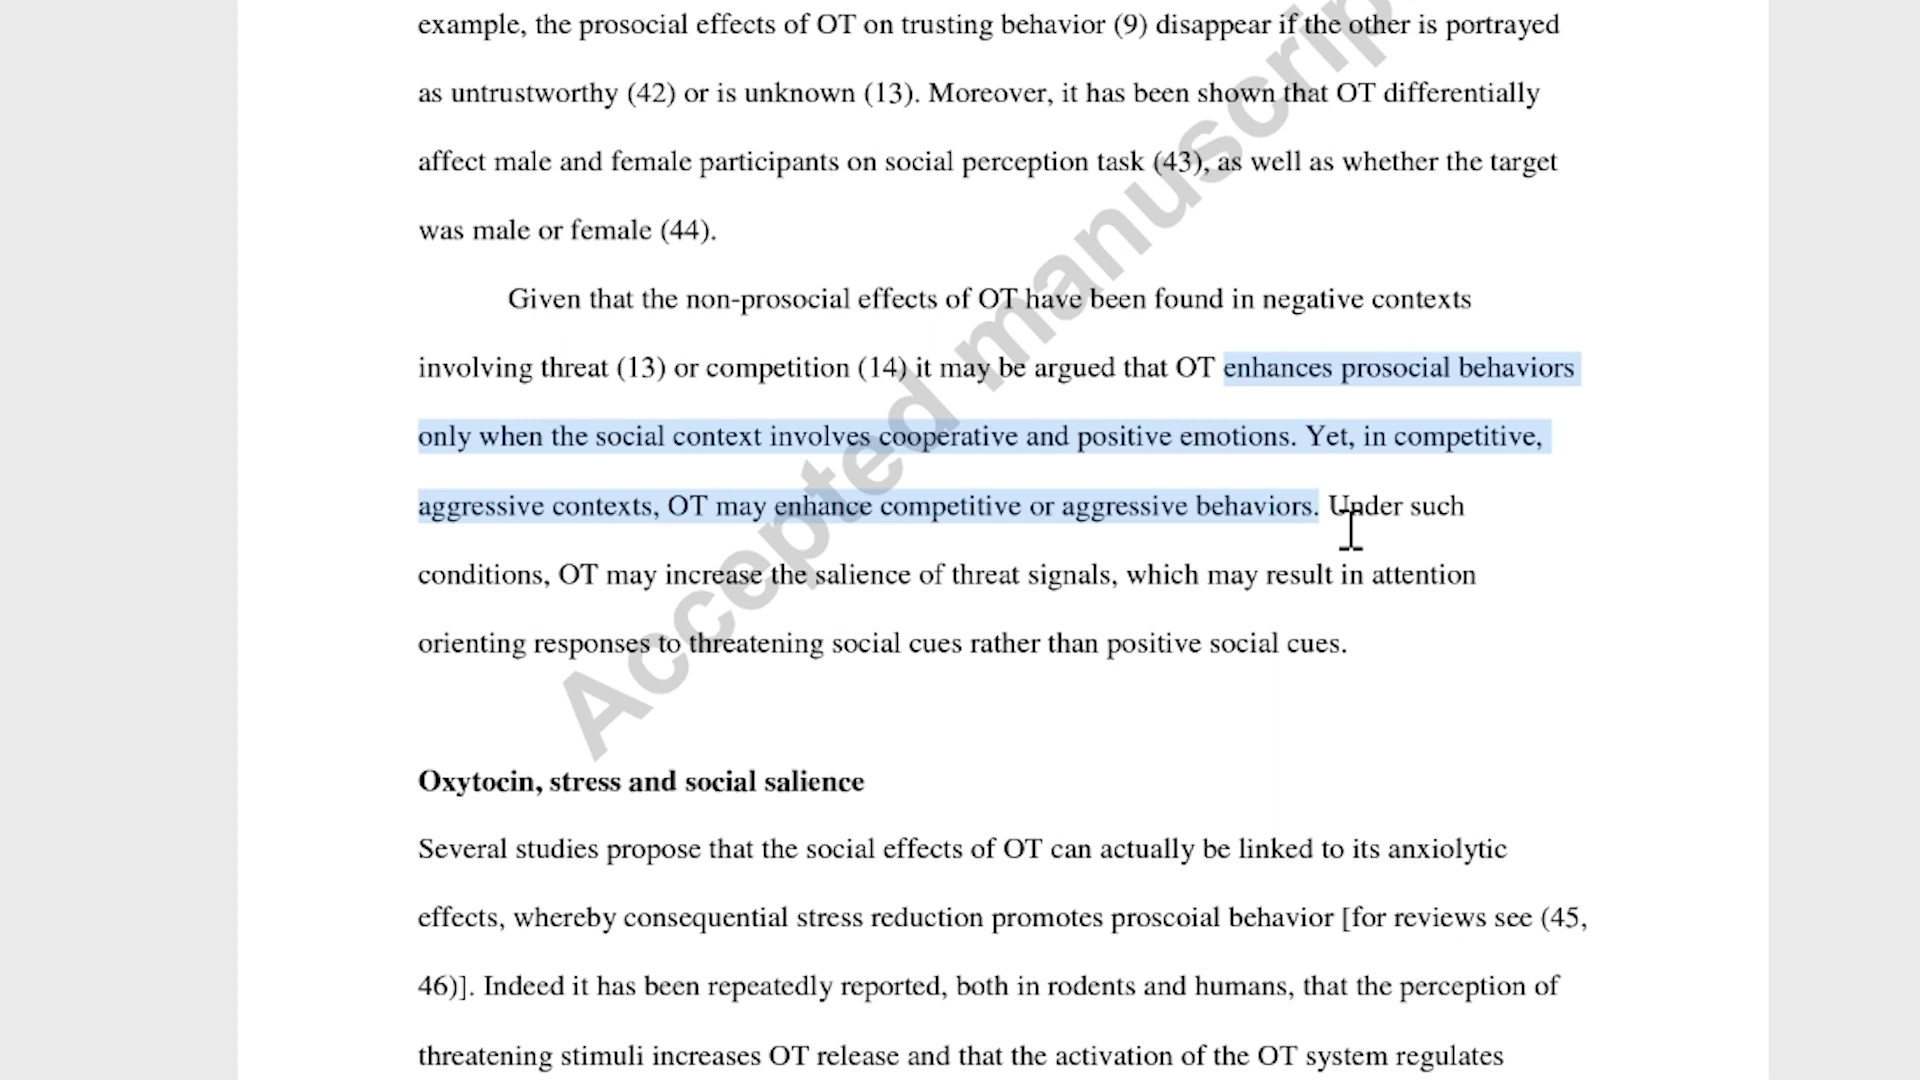 example, the prosocial effects of OT on trusting behavior (9) disappear if the other is portrayed
as untrustworthy (42) or is unknown (13). Moreover, it has been shown that OT differentially
affect male and female participants on social perception task (43), as well as whether the target
was male or female (44).
Given that the non-prosocial effects of OT have been found in negative contexts
involving threat (13) or competition (14) it may be argued that OT enhances prosocial behaviors
only when the social context involves cooperative and positive emotions. Yet, in competitive,
aggressive contexts, OT may enhance competitive or aggressive behaviors. Under such
conditions, OT may increase the salience of threat signals, which may result in attention
orienting responses to threatening social cues rather than positive social cues.
Oxytocin, stress and social salience
Several studies propose that the social effects of OT can actually be linked to its anxiolytic
effects, whereby consequential stress reduction promotes proscoial behavior [for reviews see (45,
46)]. Indeed it has been repeatedly reported, both in rodents and humans, that the perception of
threatening stimuli increases OT release and that the activation of the OT system regulates
Accepted manuscrip